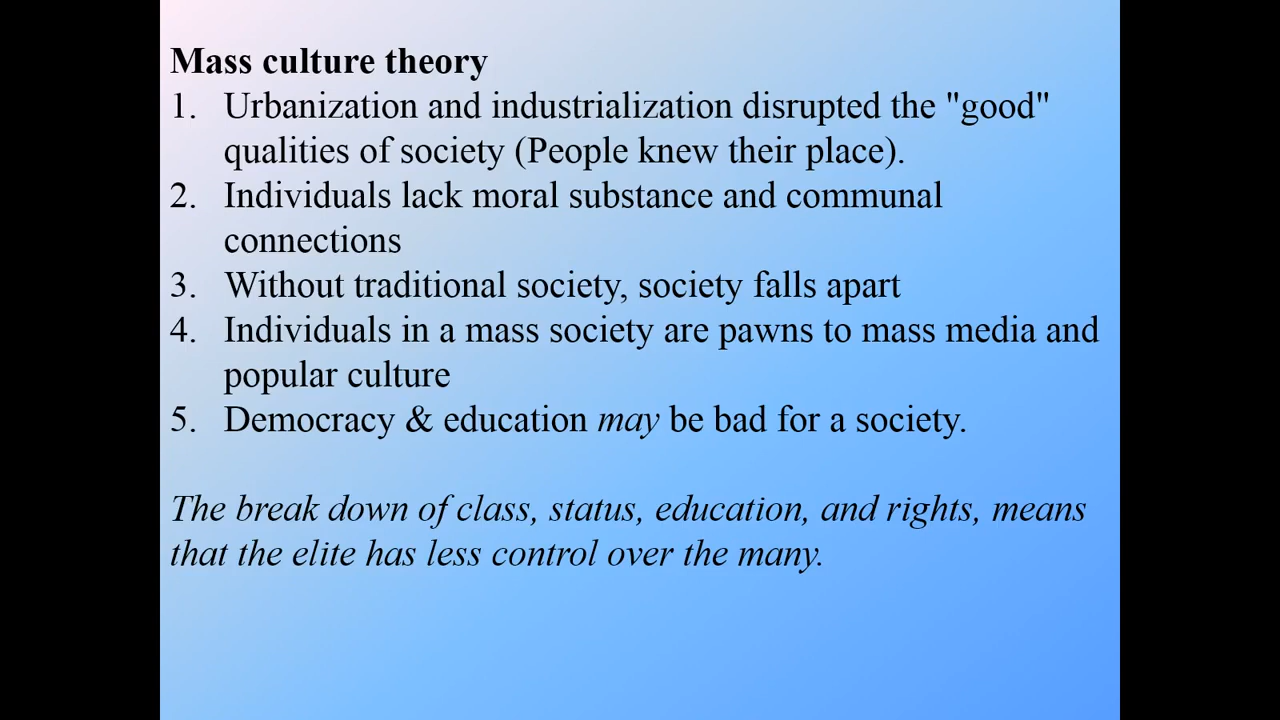 Mass culture theory
1. Urbanization and industrialization disrupted the "good"
qualities of society (People knew their place).
2. Individuals lack moral substance and communal
connections
3. Without traditional society, society falls apart
4. Individuals in a mass society are pawns to mass media and
popular culture
5. Democracy & education may be bad for a society.
The break down of class, status, education, and rights, means
that the elite has less control over the many.